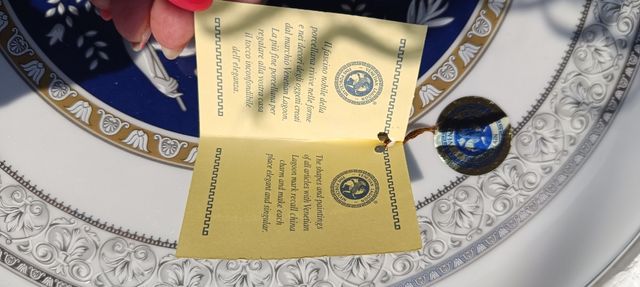 Il fascino nobile della
porcellana rivive nelle forme
e nei decori degli oggetti creati
dal marchio Venetian Lagoon.
La più fine porcellana per
regalare alla vostra casa
il tocco inconfondibile
dell'eleganza.
The shapes and paintings
of all articles with Venetian
Lagoon mark recall china
charm and make each
place elegant and singular.